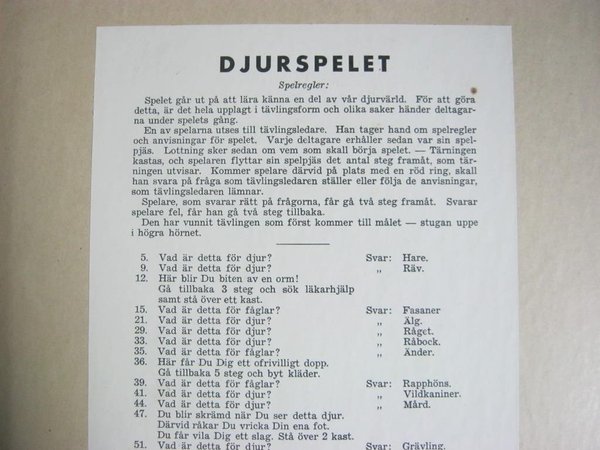 DJURSPELET
Spelregler:
Spelet går ut på att lära känna en del av vår djurvärld. För att göra
detta, är det hela upplagt i tävlingsform och olika saker händer deltagar-
na under spelets gång.
En av spelarna utses till tävlingsledare. Han tager hand om spelregler
och anvisningar för spelet. Varje deltagare erhåller sedan var sin spel-
pjäs. Lottning sker sedan om vem som skall börja spelet. — Tärningen
kastas, och spelaren flyttar sin spelpjäs det antal steg framåt, som tär-
ningen utvisar. Kommer spelare därvid på plats med en röd ring, skall
han svara på fråga som tävlingsledaren ställer eller följa de anvisningar,
som tävlingsledaren lämnar.
Spelare, som svarar rätt på frågorna, får gå två steg framåt. Svarar
spelare fel, får han gå två steg tillbaka.
Den har vunnit tävlingen som först kommer till målet — stugan uppe
i högra hörnet.
5. Vad är detta för djur? Svar: Hare.
9. Vad är detta för djur? „ Räv.
12. Här blir Du biten av en orm!
Gå tillbaka 3 steg och sök läkarhjälp
samt stå över ett kast.
15. Vad är detta för fåglar? Svar: Fasaner
21. Vad är detta för djur? „ Älg.
29. Vad är detta för djur? „ Råget.
33. Vad är detta för djur? „ Råbock.
35. Vad är detta för fåglar? „ Änder.
36. Här får Du Dig ett ofrivilligt dopp.
Gå tillbaka 5 steg och byt kläder.
39. Vad är detta för fåglar? Svar: Rapphöns.
41. Vad är detta för djur? „ Vildkaniner.
44. Vad är detta för djur? „ Mård.
47. Du blir skrämd när Du ser detta djur.
Därvid råkar Du vricka Din ena fot.
Du får vila Dig ett slag. Stå över 2 kast.
51. Vad är detta för djur? Svar: Grävling.